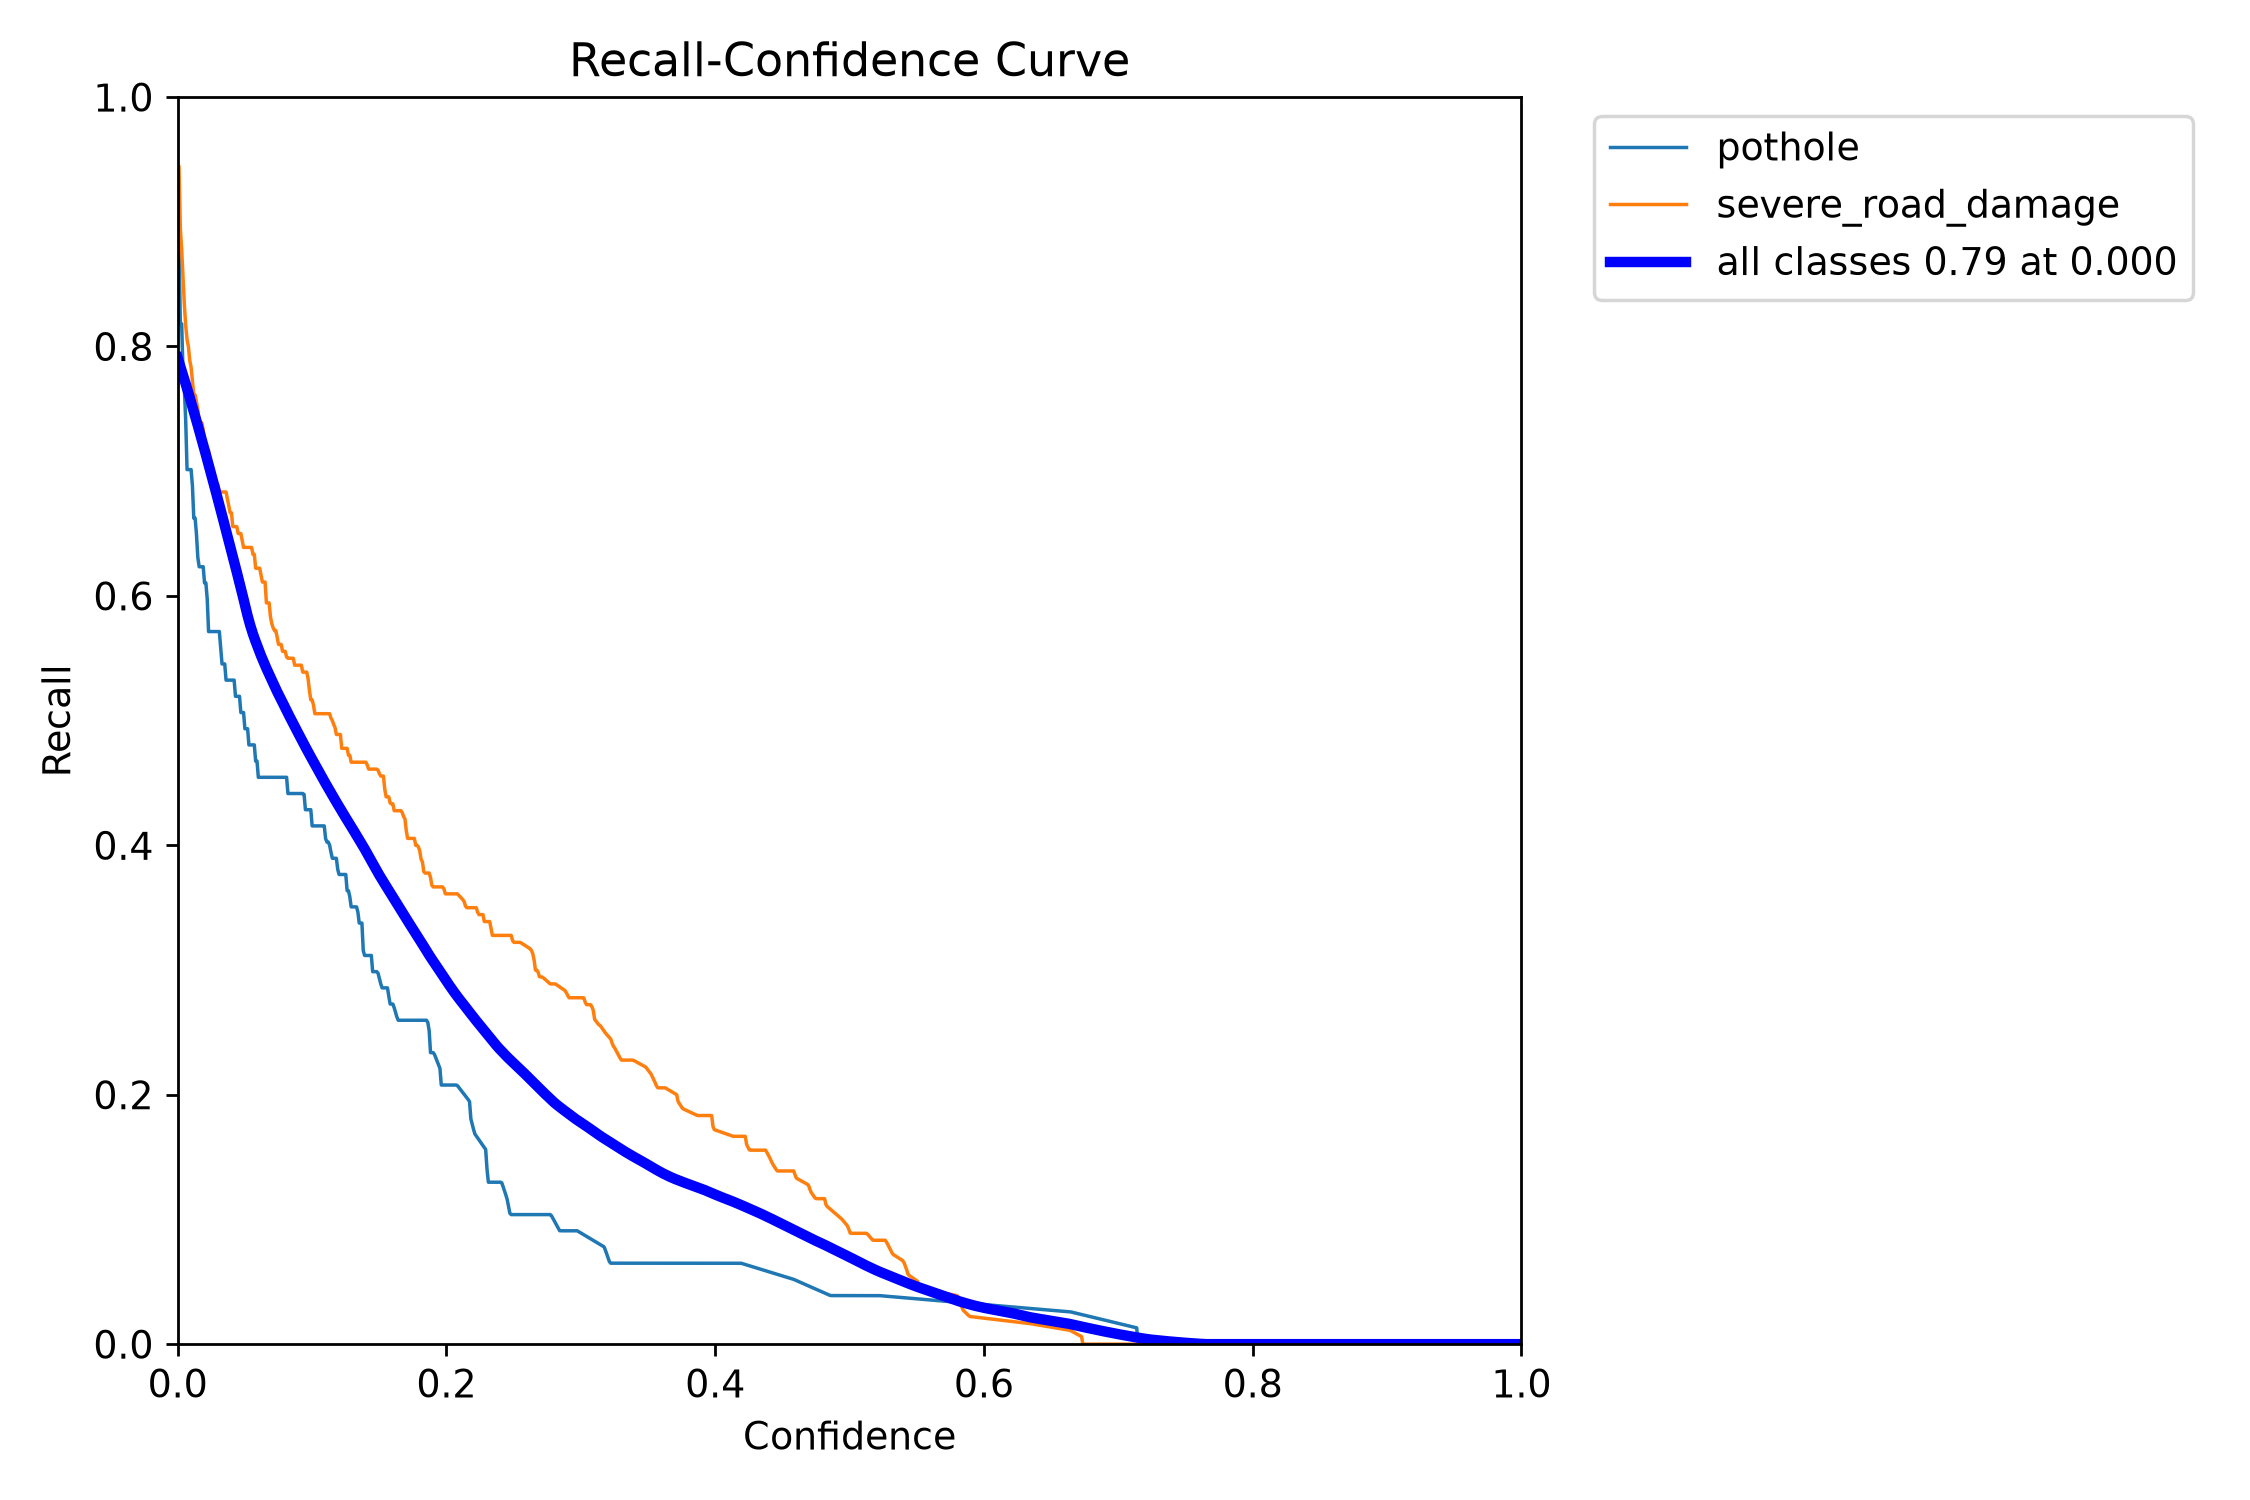 Recall-Confidence Curve
1.0
0.8
0.6
0.4
0.2
0.0
Recall
0.0 0.2 0.4 0.6 0.8 1.0
Confidence
pothole
severe_road_damage
all classes 0.79 at 0.000